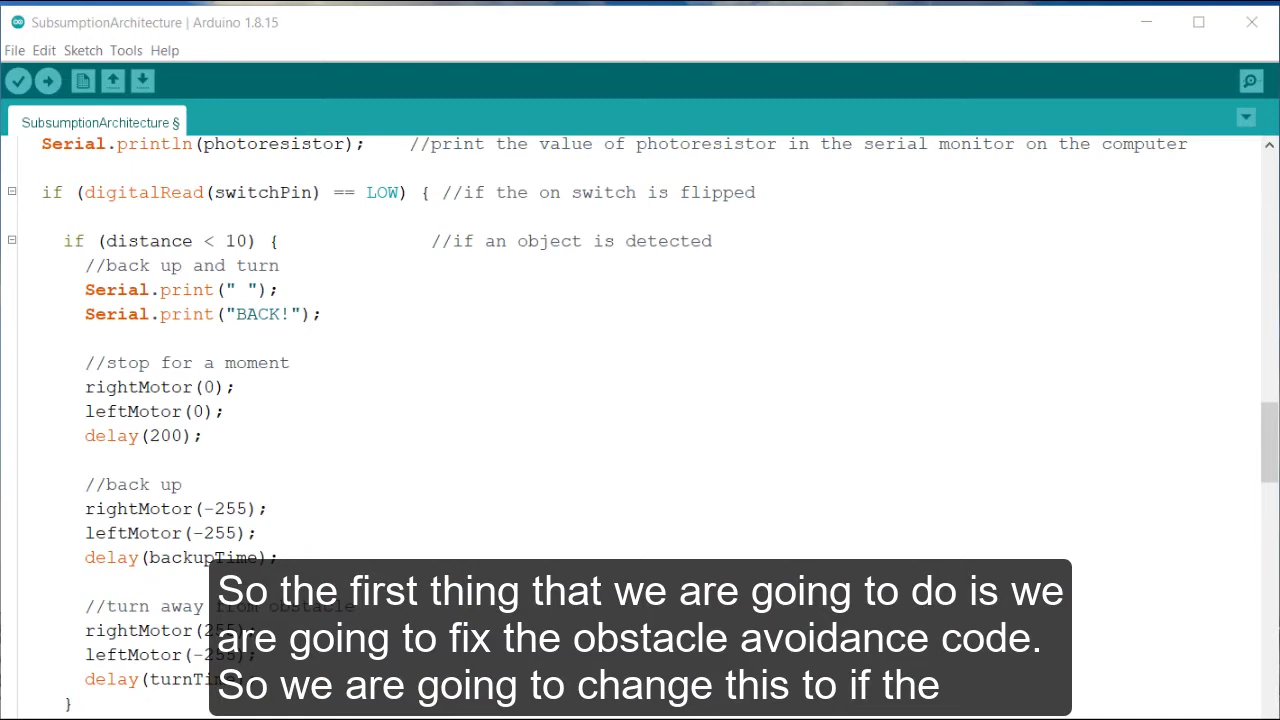 SubsumptionArchitecture | Arduino 1.8.15
File Edit Sketch Tools Help
SubsumptionArchitecture §
Serial.println(photoresistor); //print the value of photoresistor in the serial monitor on the computer
if (digitalRead(switchPin) == LOW) { //if the on switch is flipped
if (distance < 10) { //if an object is detected
//back up and turn
Serial.print(" ");
Serial.print("BACK!");
//stop for a moment
rightMotor(0);
leftMotor(0);
delay(200);
//back up
rightMotor(-255);
leftMotor(-255);
delay(backupTime);
//turn away from obstacle
rightMotor(255);
leftMotor(-255);
delay(turnTime);
}
So the first thing that we are going to do is we
are going to fix the obstacle avoidance code.
So we are going to change this to if the